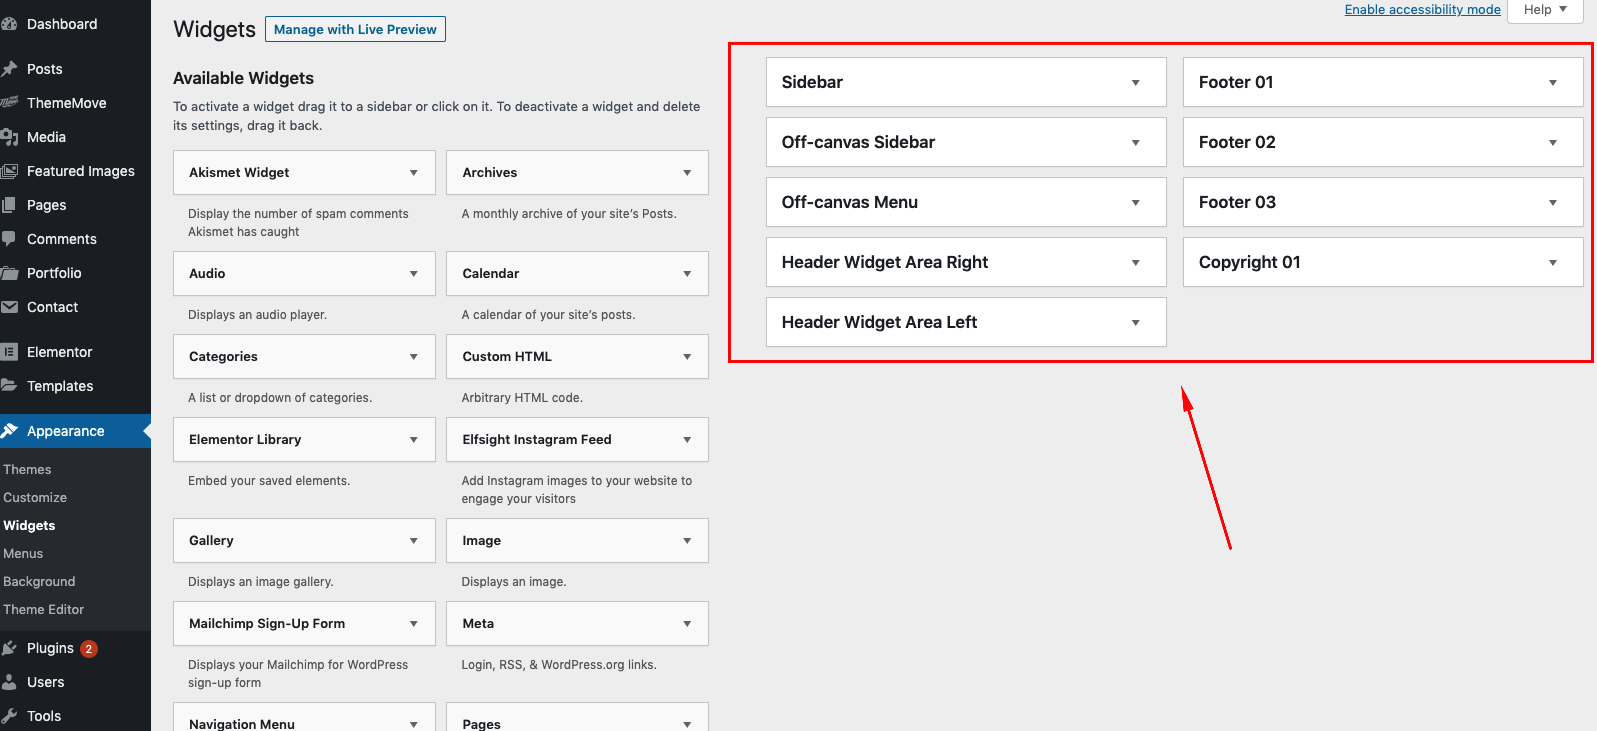 Dashboard
Posts
ThemeMove
Media
Featured Images
Pages
Comments
Portfolio
Contact
Elementor
Templates
Appearance
Themes
Customize
Widgets
Menus
Background
Theme Editor
Plugins 2
Users
Tools
Widgets Manage with Live Preview
Enable accessibility mode
Help
Available Widgets
To activate a widget drag it to a sidebar or click on it. To deactivate a widget and delete
its settings, drag it back.
Akismet Widget
Display the number of spam comments
Akismet has caught
Archives
A monthly archive of your site’s Posts.
Audio
Displays an audio player.
Calendar
A calendar of your site’s posts.
Categories
A list or dropdown of categories.
Custom HTML
Arbitrary HTML code.
Elementor Library
Embed your saved elements.
Elfsight Instagram Feed
Add Instagram images to your website to
engage your visitors
Gallery
Displays an image gallery.
Image
Displays an image.
Mailchimp Sign-Up Form
Displays your Mailchimp for WordPress
sign-up form
Meta
Login, RSS, & WordPress.org links.
Navigation Menu
Pages
Sidebar
Off-canvas Sidebar
Off-canvas Menu
Header Widget Area Right
Header Widget Area Left
Footer 01
Footer 02
Footer 03
Copyright 01